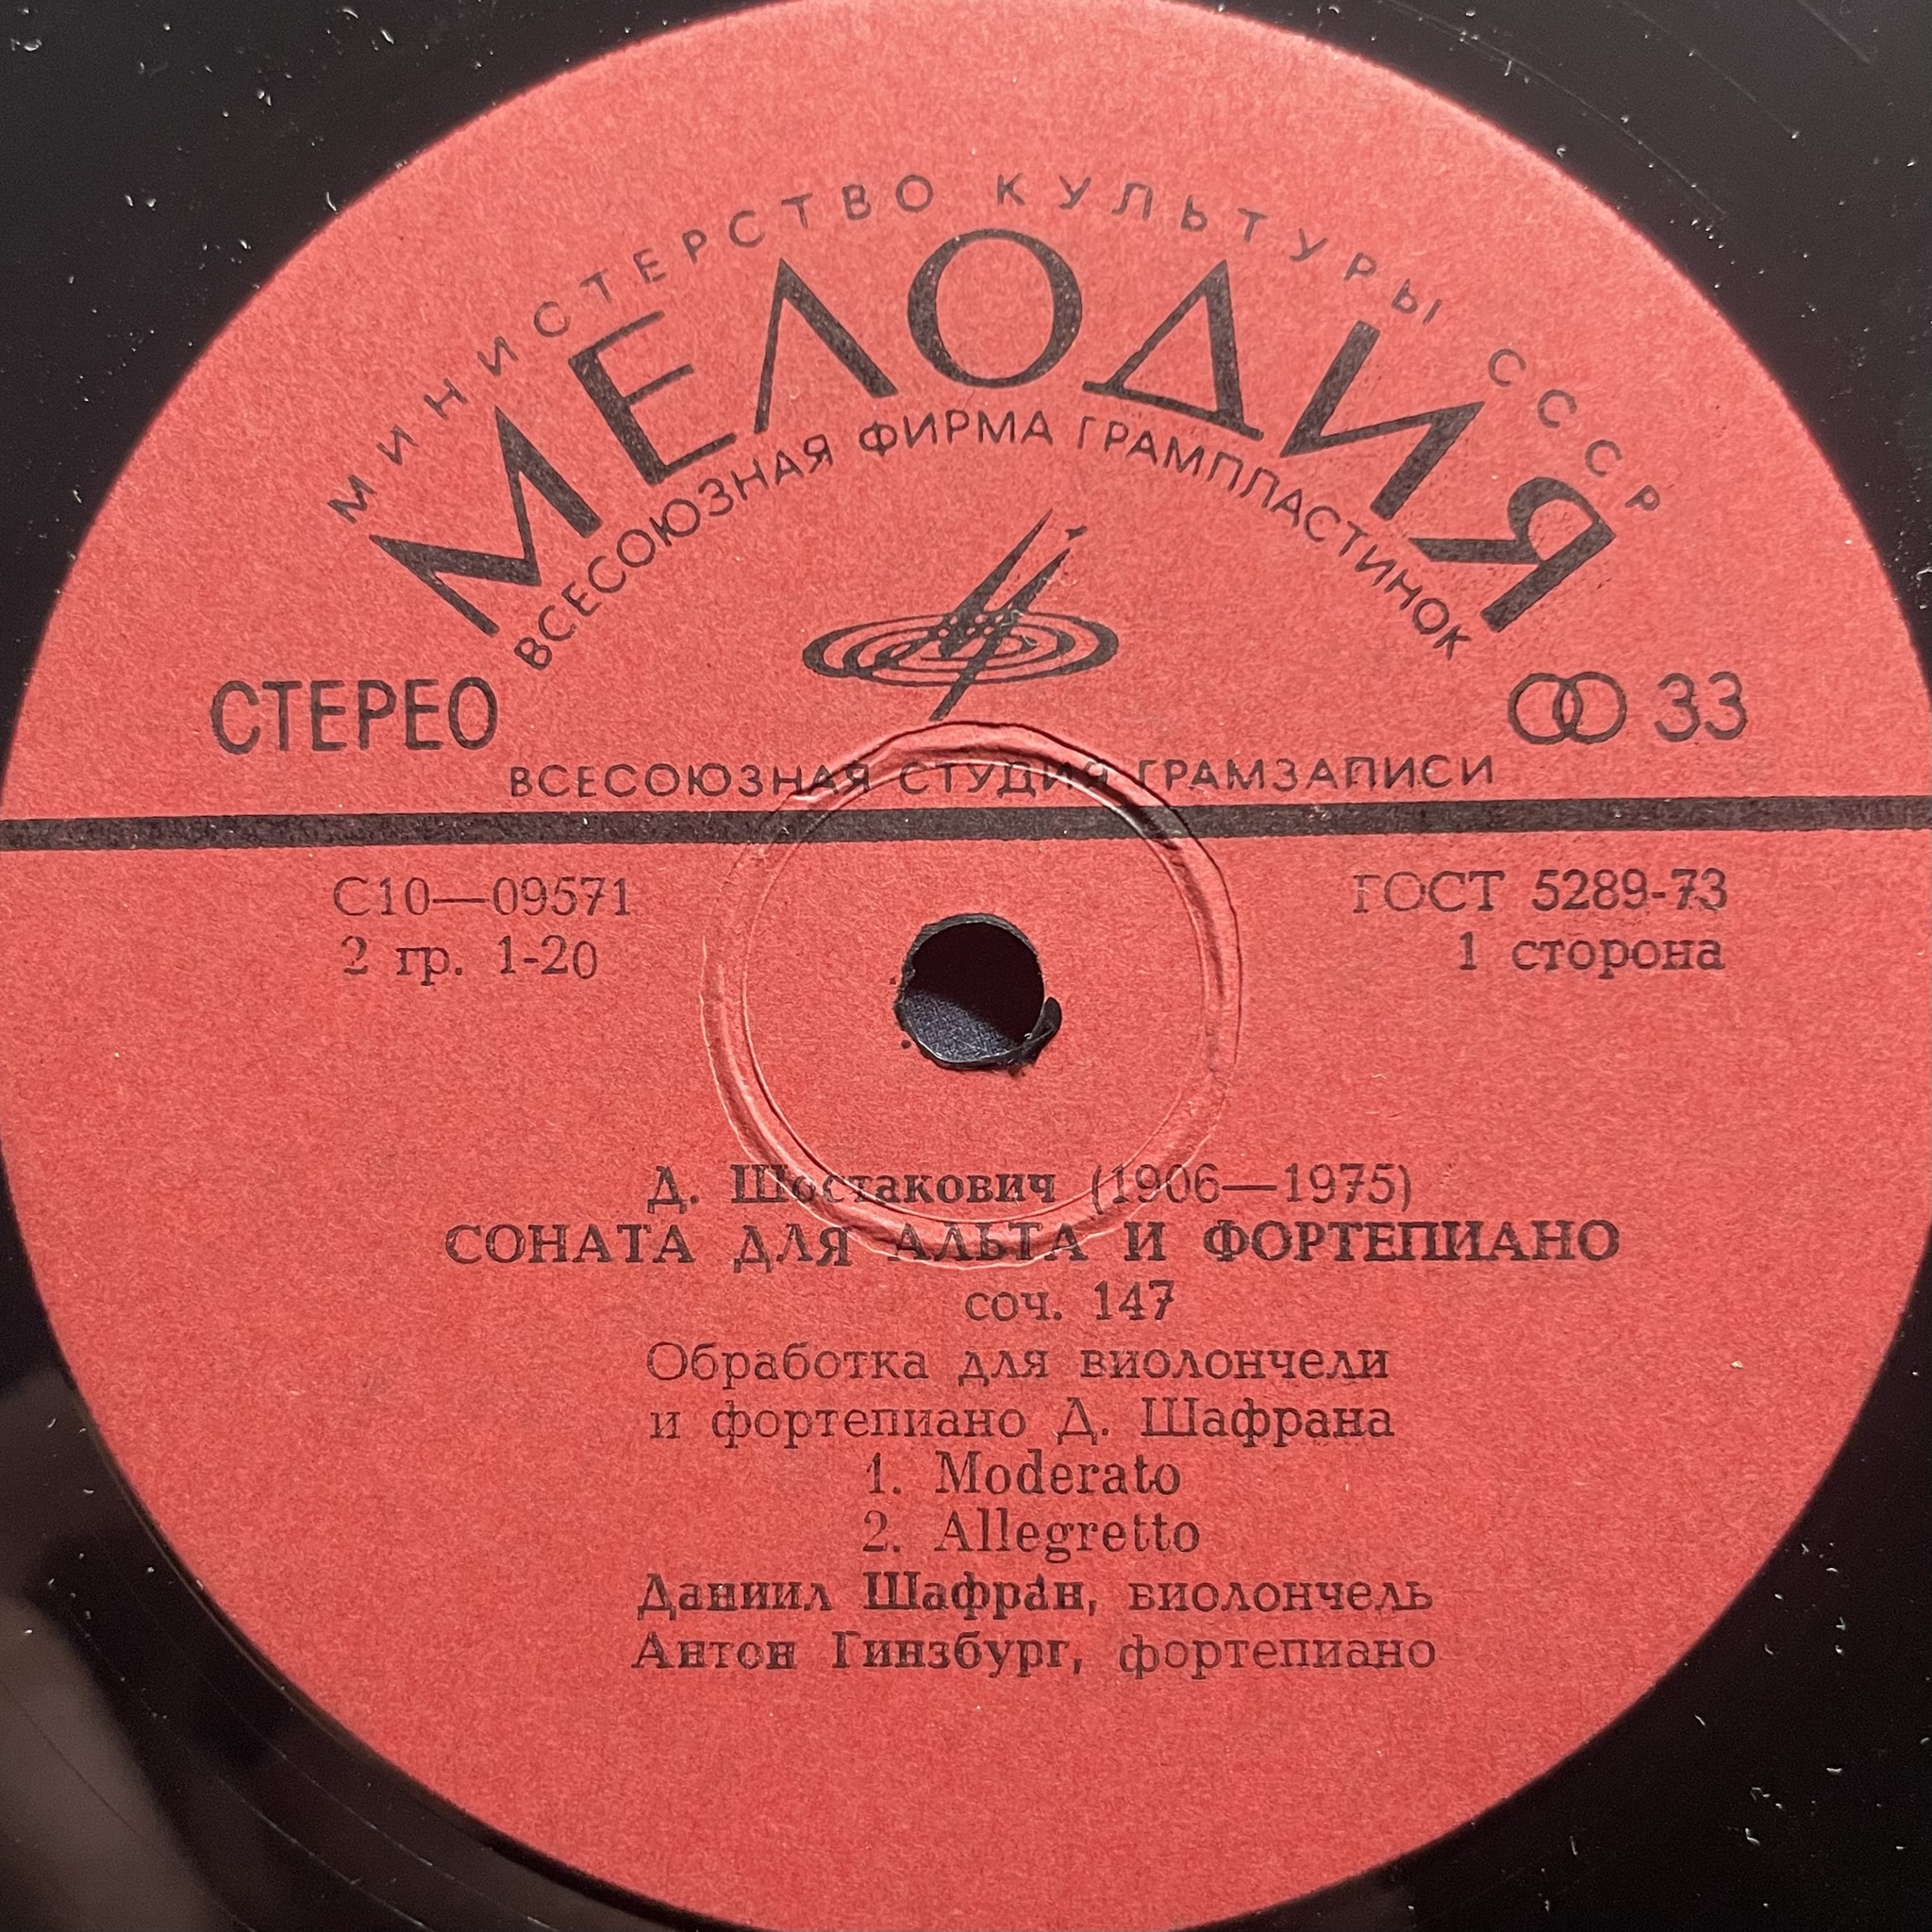 МИНИСТЕРСТВО КУЛЬТУРЫ СССР
МЕЛОДИЯ
ВСЕСОЮЗНАЯ ФИРМА ГРАМПЛАСТИНОК
СТЕРЕО
33
ВСЕСОЮЗНАЯ СТУДИЯ ГРАМЗАПИСИ
С10—09571
ГОСТ 5289-73
2 гр. 1-20
1 сторона
Д. Шостакович (1906—1975)
СОНАТА ДЛЯ АЛЬТА И ФОРТЕПИАНО
соч. 147
Обработка для виолончели
и фортепиано Д. Шафрана
1. Moderato
2. Allegretto
Даниил Шафран, виолончель
Антон Гинзбург, фортепиано